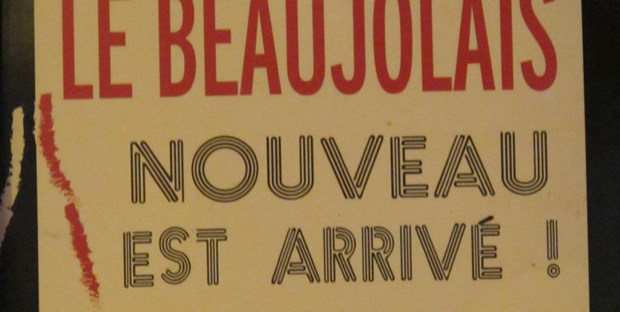 LE BEAUJOLAIS
NOUVEAU
EST ARRIVÉ !